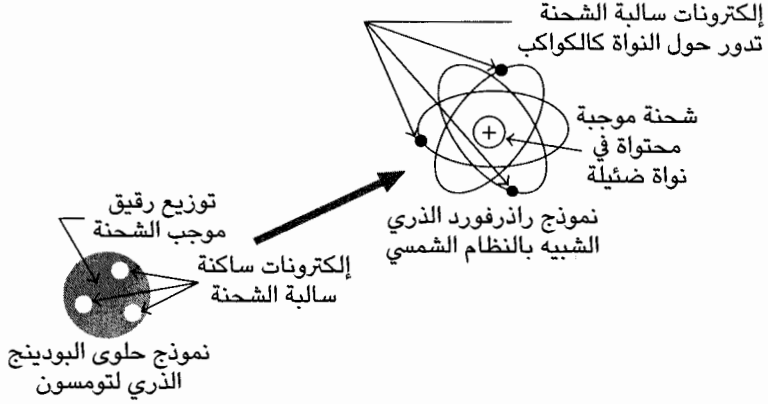 إلكترونات سالبة الشحنة
تدور حول النواة كالكواكب
شحنة موجبة
محتواة في
نواة ضئيلة
+
نموذج راذرفورد الذري
الشبيه بالنظام الشمسي
توزيع رقيق
موجب الشحنة
إلكترونات ساكنة
سالبة الشحنة
نموذج حلوى البودينج
الذري لتومسون